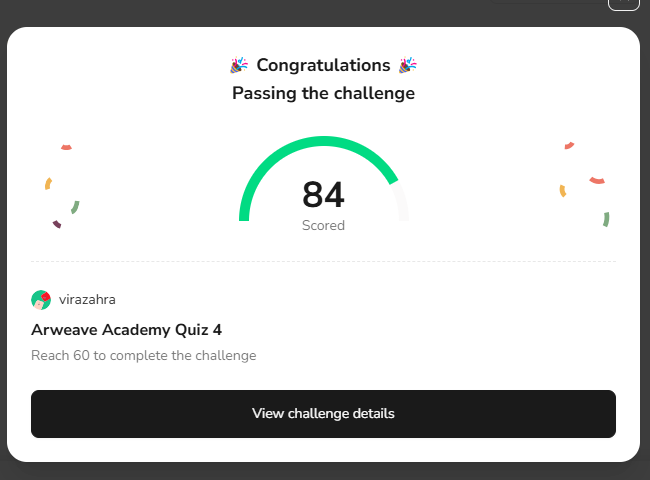 🎉 Congratulations 🎉
Passing the challenge
84
Scored
virazahra
Arweave Academy Quiz 4
Reach 60 to complete the challenge
View challenge details